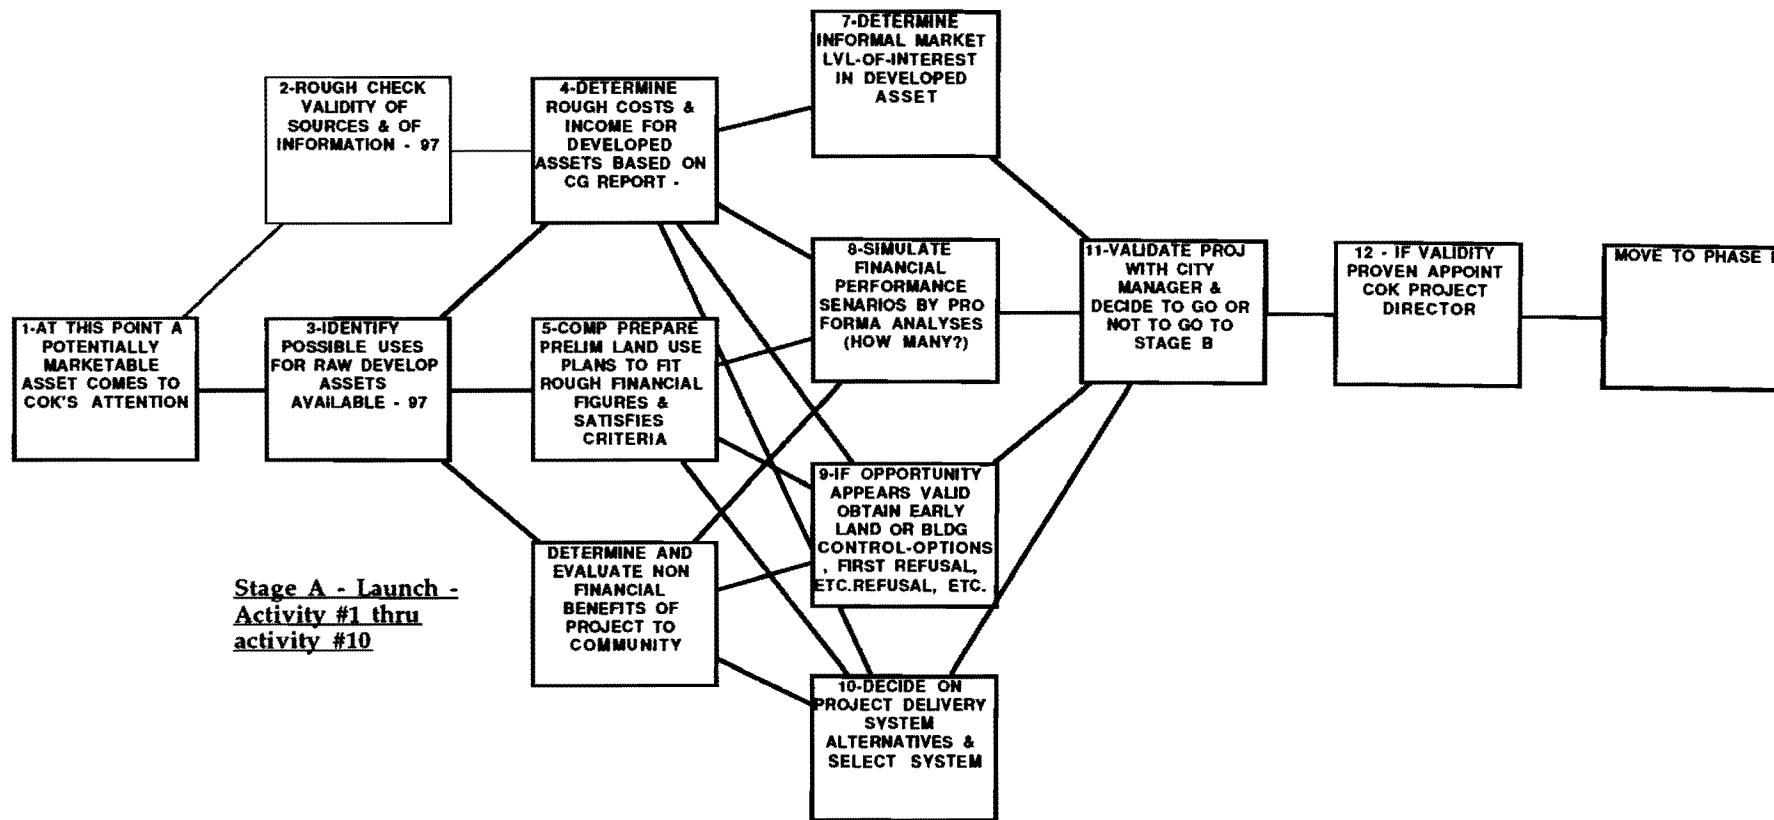 7-DETERMINE
INFORMAL MARKET
LVL-OF-INTEREST
IN DEVELOPED
ASSET
2-ROUGH CHECK
VALIDITY OF
SOURCES & OF
INFORMATION - 97
4-DETERMINE
ROUGH COSTS &
INCOME FOR
DEVELOPED
ASSETS BASED ON
CG REPORT -
8-SIMULATE
FINANCIAL
PERFORMANCE
SENARIOS BY PRO
FORMA ANALYSES
(HOW MANY?)
11-VALIDATE PROJ
WITH CITY
MANAGER &
DECIDE TO GO OR
NOT TO GO TO
STAGE B
12 - IF VALIDITY
PROVEN APPOINT
COK PROJECT
DIRECTOR
MOVE TO PHASE
1-AT THIS POINT A
POTENTIALLY
MARKETABLE
ASSET COMES TO
COK'S ATTENTION
3-IDENTIFY
POSSIBLE USES
FOR RAW DEVELOP
ASSETS
AVAILABLE - 97
5-COMP PREPARE
PRELIM LAND USE
PLANS TO FIT
ROUGH FINANCIAL
FIGURES &
SATISFIES
CRITERIA
9-IF OPPORTUNITY
APPEARS VALID
OBTAIN EARLY
LAND OR BLDG
CONTROL-OPTIONS
, FIRST REFUSAL,
ETC.REFUSAL, ETC.
DETERMINE AND
EVALUATE NON
FINANCIAL
BENEFITS OF
PROJECT TO
COMMUNITY
Stage A - Launch -
Activity #1 thru
activity #10
10-DECIDE ON
PROJECT DELIVERY
SYSTEM
ALTERNATIVES &
SELECT SYSTEM